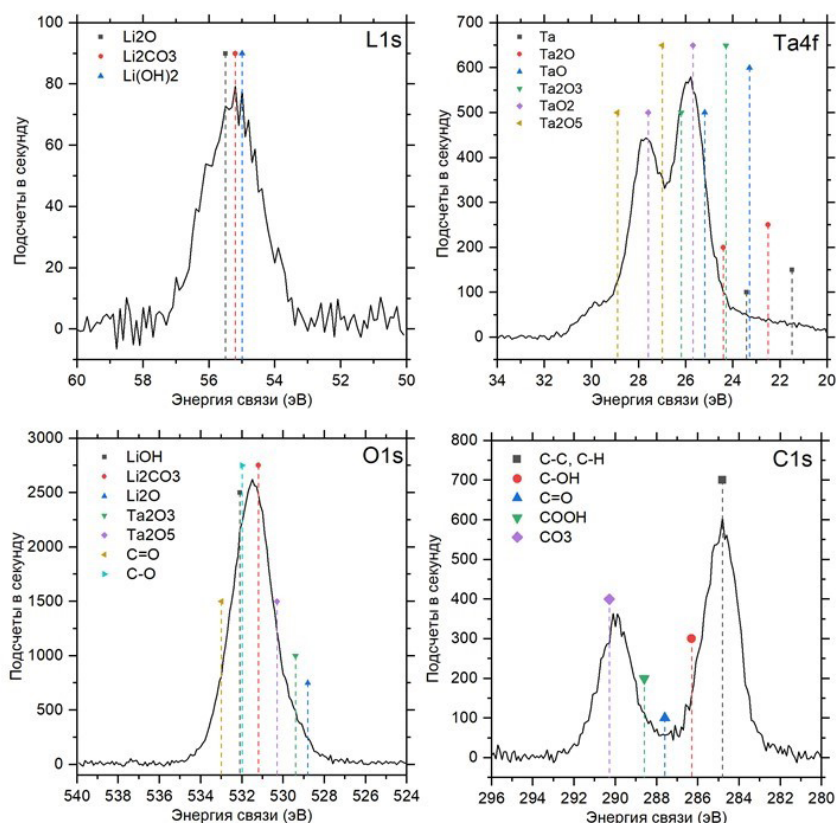 L1s
Li2O
Li2CO3
Li(OH)2
100
80
60
40
20
0
Подсчеты в секунду
60 58 56 54 52 50
Энергия связи (эВ)
Ta4f
Ta
Ta2O
TaO
Ta2O3
TaO2
Ta2O5
700
600
500
400
300
200
100
0
Подсчеты в секунду
34 32 30 28 26 24 22 20
Энергия связи (эВ)
O1s
LiOH
Li2CO3
Li2O
Ta2O3
Ta2O5
C=O
C-O
3000
2500
2000
1500
1000
500
0
Подсчеты в секунду
540 538 536 534 532 530 528 526 524
Энергия связи (эВ)
C1s
C-C, C-H
C-OH
C=O
COOH
CO3
800
700
600
500
400
300
200
100
0
Подсчеты в секунду
296 294 292 290 288 286 284 282 280
Энергия связи (эВ)